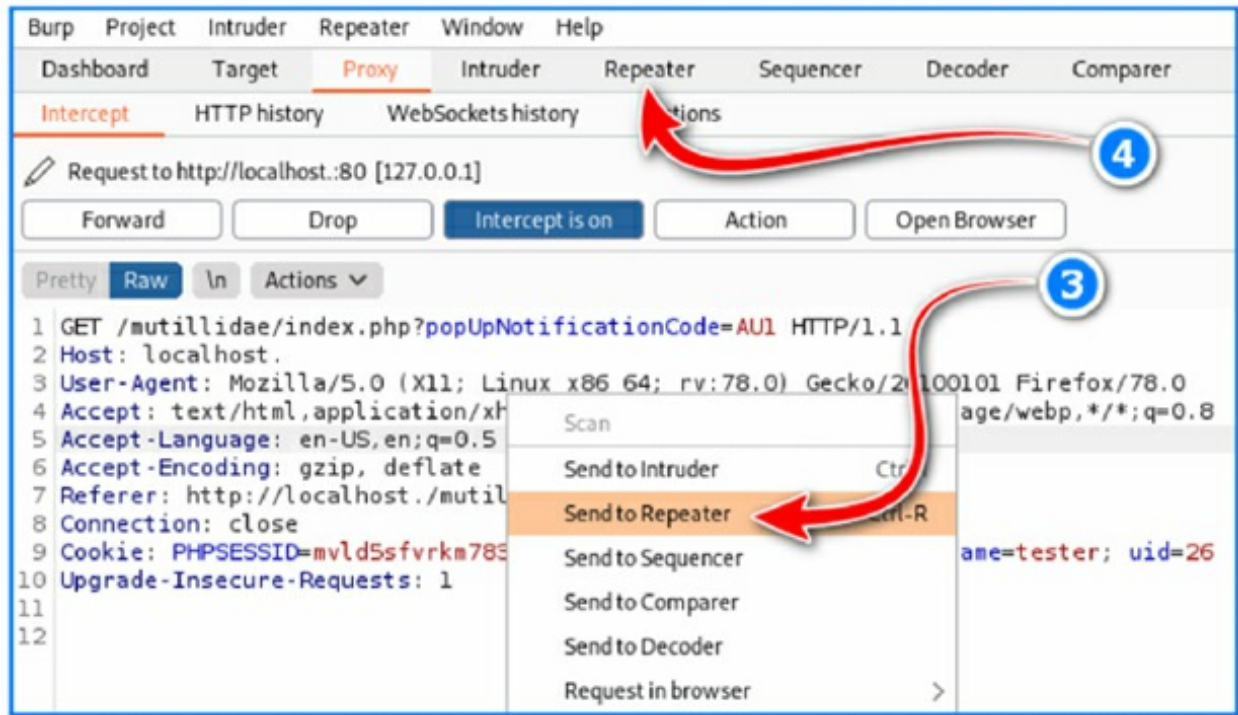 Burp Project Intruder Repeater Window Help
Dashboard Target Proxy Intruder Repeater Sequencer Decoder Comparer
Intercept HTTP history WebSockets history
4
Request to http://localhost.:80 [127.0.0.1]
Forward Drop Intercept is on Action Open Browser
Pretty Raw \n Actions
3
1 GET /mutillidae/index.php?popUpNotificationCode=AU1 HTTP/1.1
2 Host: localhost.
3 User-Agent: Mozilla/5.0 (X11; Linux x86_64; rv:78.0) Gecko/20100101 Firefox/78.0
4 Accept: text/html,application/xh age/webp,*/*;q=0.8
5 Accept-Language: en-US,en;q=0.5
6 Accept-Encoding: gzip, deflate
7 Referer: http://localhost./mutil
8 Connection: close
9 Cookie: PHPSESSID=mvld5sfvrkm783 ame=tester; uid=26
10 Upgrade-Insecure-Requests: 1
11
12
Scan
Send to Intruder
Send to Repeater Ctrl-R
Send to Sequencer
Send to Comparer
Send to Decoder
Request in browser >